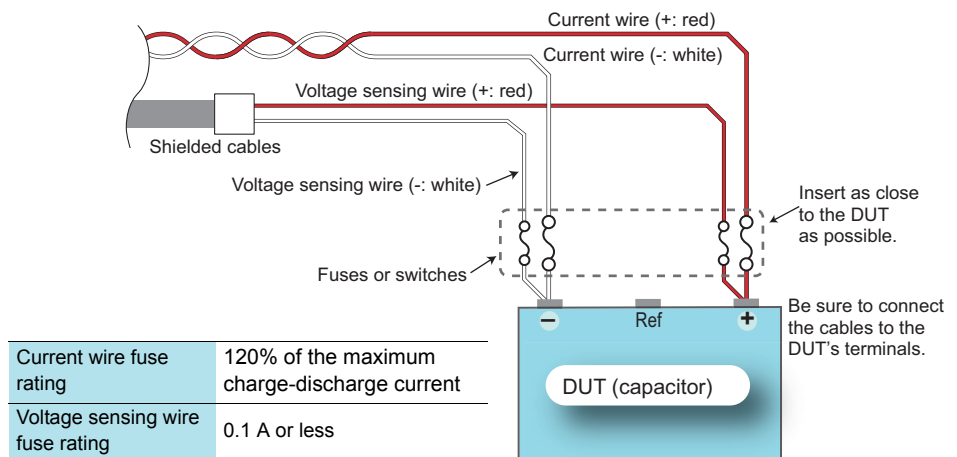 Current wire (+: red)
Current wire (-: white)
Voltage sensing wire (+: red)
Shielded cables
Voltage sensing wire (-: white)
Insert as close
to the DUT
as possible.
Fuses or switches
Be sure to connect
the cables to the
DUT's terminals.
− Ref +
DUT (capacitor)
Current wire fuse
rating
120% of the maximum
charge-discharge current
Voltage sensing wire
fuse rating
0.1 A or less